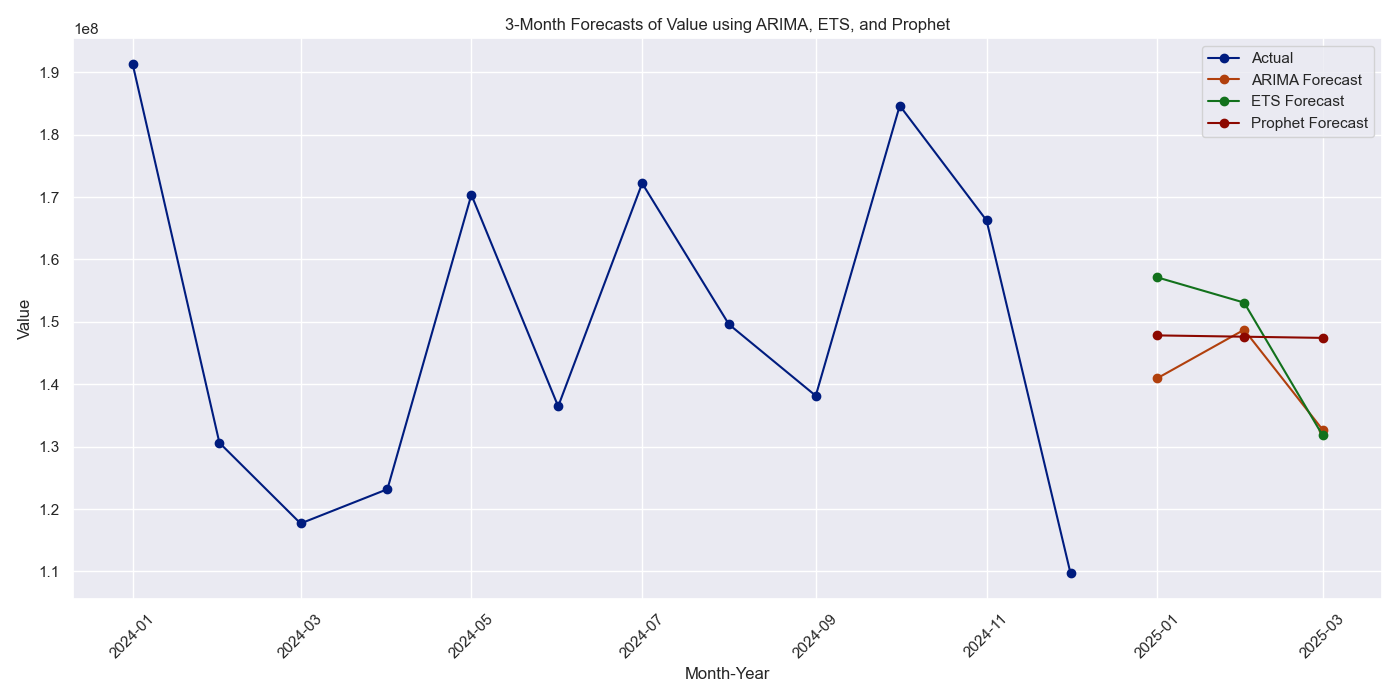 3-Month Forecasts of Value using ARIMA, ETS, and Prophet
1e8
Actual
ARIMA Forecast
ETS Forecast
Prophet Forecast
1.9
1.8
1.7
1.6
1.5
1.4
1.3
1.2
1.1
Value
2024-01
2024-03
2024-05
2024-07
2024-09
2024-11
2025-01
2025-03
Month-Year